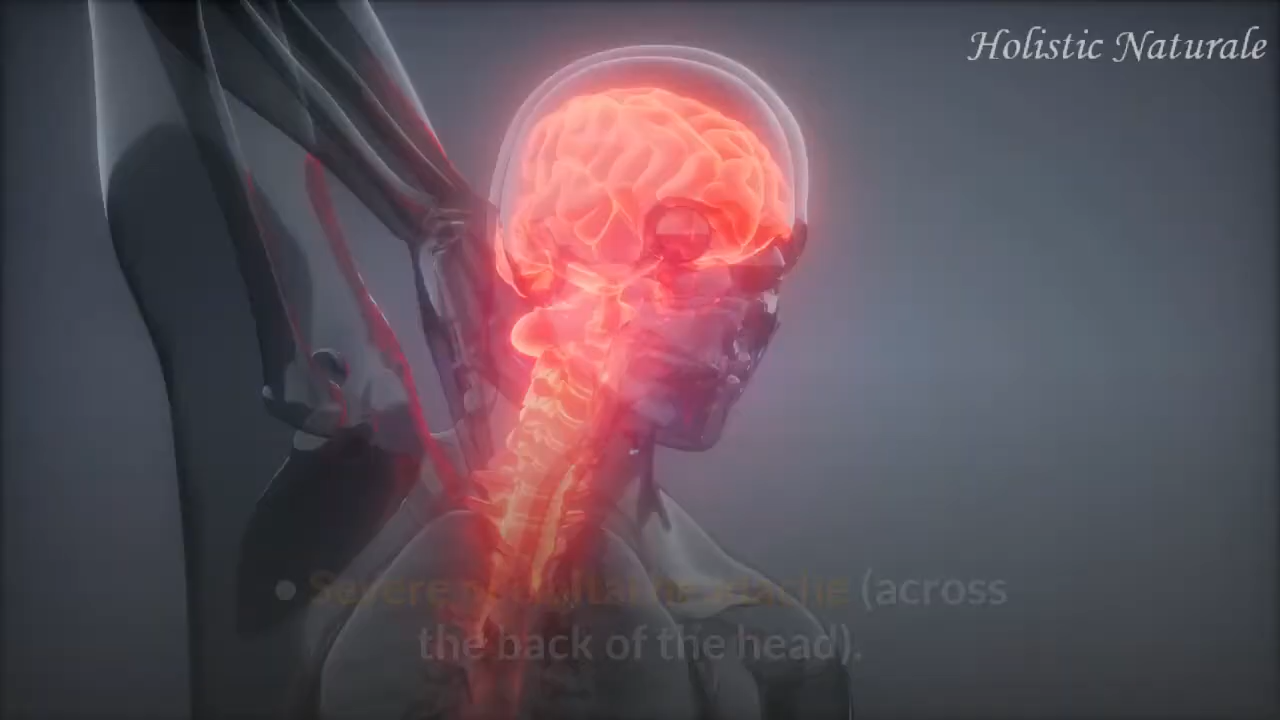 Holistic Naturale
• Severe occipital headache (across
the back of the head).